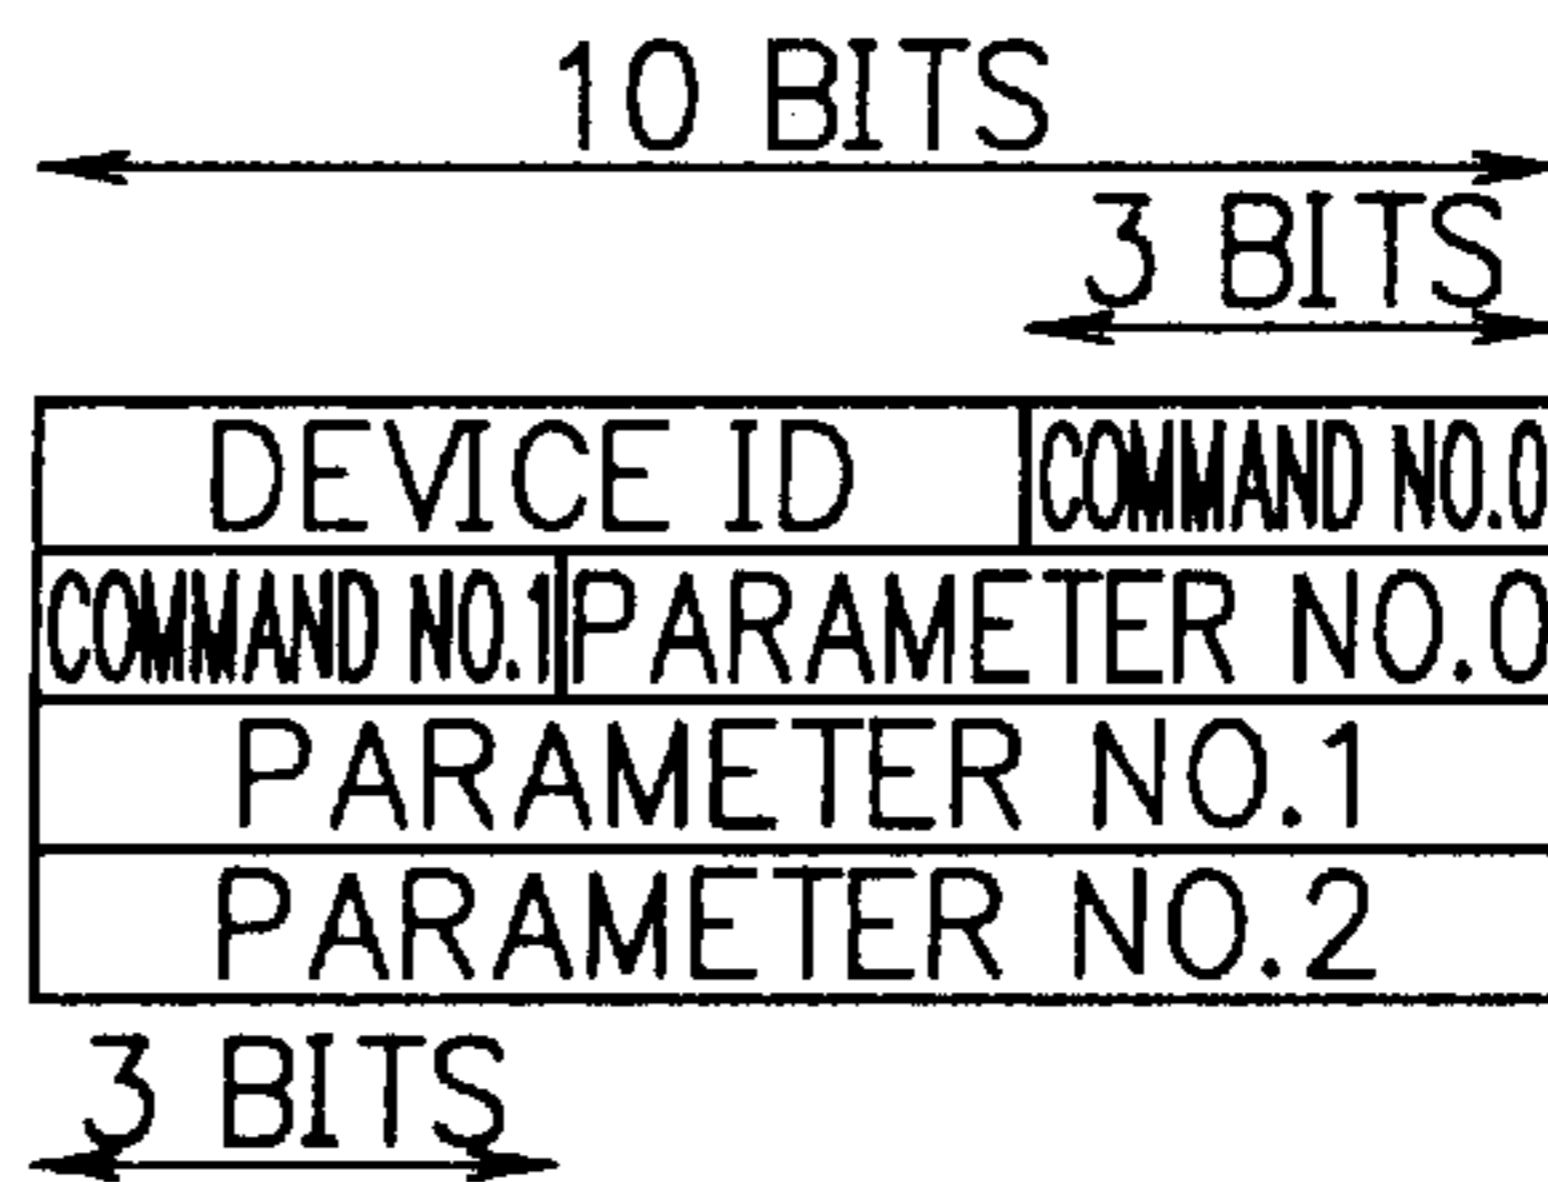 10 BITS
3 BITS
DEVICE ID COMMAND NO.0
COMMAND NO.1 PARAMETER NO.0
PARAMETER NO.1
PARAMETER NO.2
3 BITS